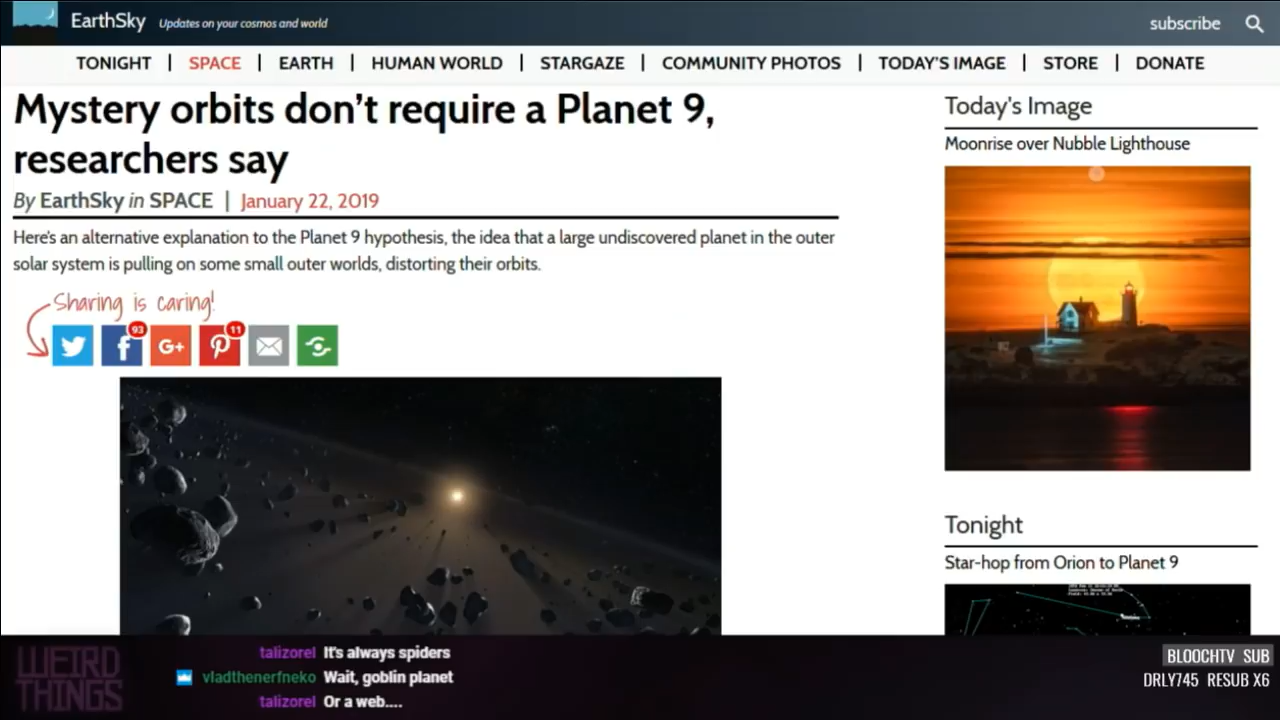 EarthSky Updates on your cosmos and world
subscribe
TONIGHT | SPACE | EARTH | HUMAN WORLD | STARGAZE | COMMUNITY PHOTOS | TODAY'S IMAGE | STORE | DONATE
Mystery orbits don't require a Planet 9,
researchers say
By EarthSky in SPACE | January 22, 2019
Here's an alternative explanation to the Planet 9 hypothesis, the idea that a large undiscovered planet in the outer
solar system is pulling on some small outer worlds, distorting their orbits.
Sharing is caring!
93
11
G+
Today's Image
Moonrise over Nubble Lighthouse
Tonight
Star-hop from Orion to Planet 9
WEIRD
THINGS
talizorel It's always spiders
vladthenerfneko Wait, goblin planet
talizorel Or a web....
BLOOCHTV SUB
DRLY745 RESUB X6